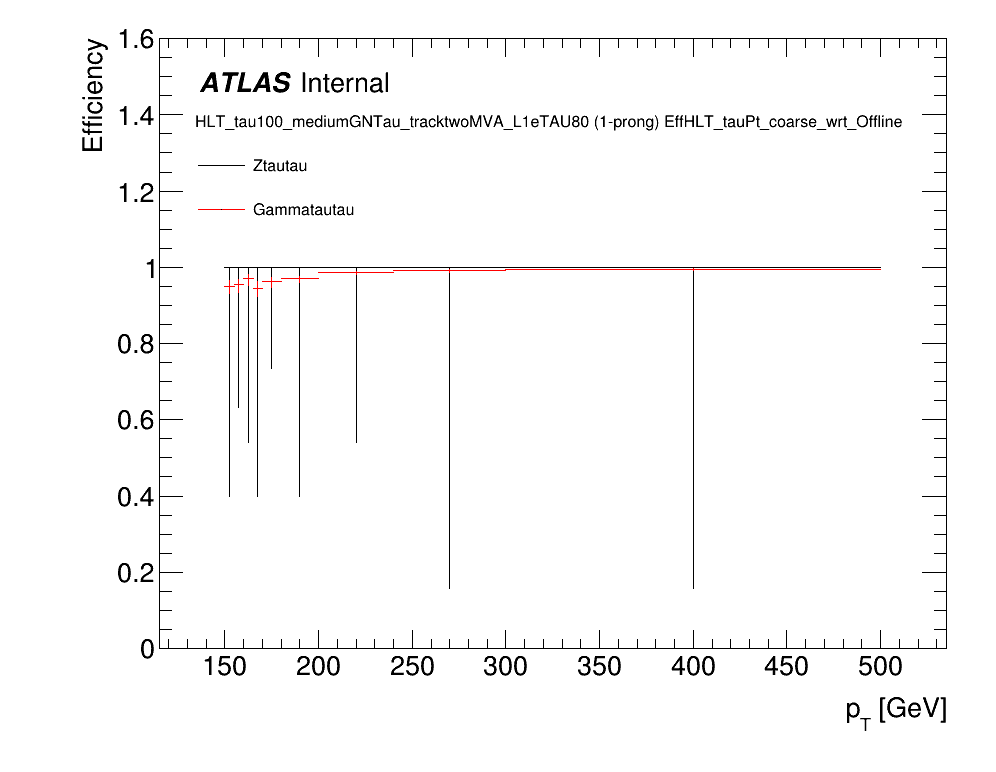 Efficiency
1.6
1.4
1.2
1
0.8
0.6
0.4
0.2
0
ATLAS Internal
HLT_tau100_mediumGNTau_tracktwoMVA_L1eTAU80 (1-prong) EffHLT_tauPt_coarse_wrt_Offline
Ztautau
Gammatautau
150 200 250 300 350 400 450 500
p_T [GeV]